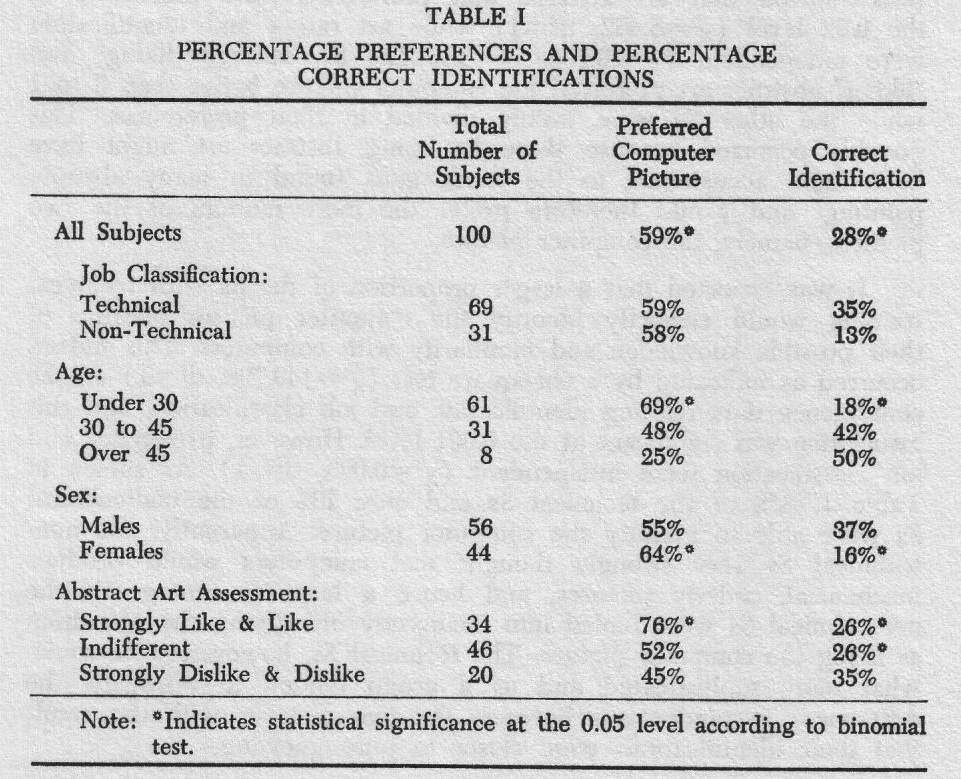 TABLE I
PERCENTAGE PREFERENCES AND PERCENTAGE
CORRECT IDENTIFICATIONS
Total Number of Subjects | Preferred Computer Picture | Correct Identification
All Subjects 100 59%* 28%*
Job Classification:
Technical 69 59% 35%
Non-Technical 31 58% 13%
Age:
Under 30 61 69%* 18%*
30 to 45 31 48% 42%
Over 45 8 25% 50%
Sex:
Males 56 55% 37%
Females 44 64%* 16%*
Abstract Art Assessment:
Strongly Like & Like 34 76%* 26%*
Indifferent 46 52% 26%*
Strongly Dislike & Dislike 20 45% 35%
Note: *Indicates statistical significance at the 0.05 level according to binomial
test.